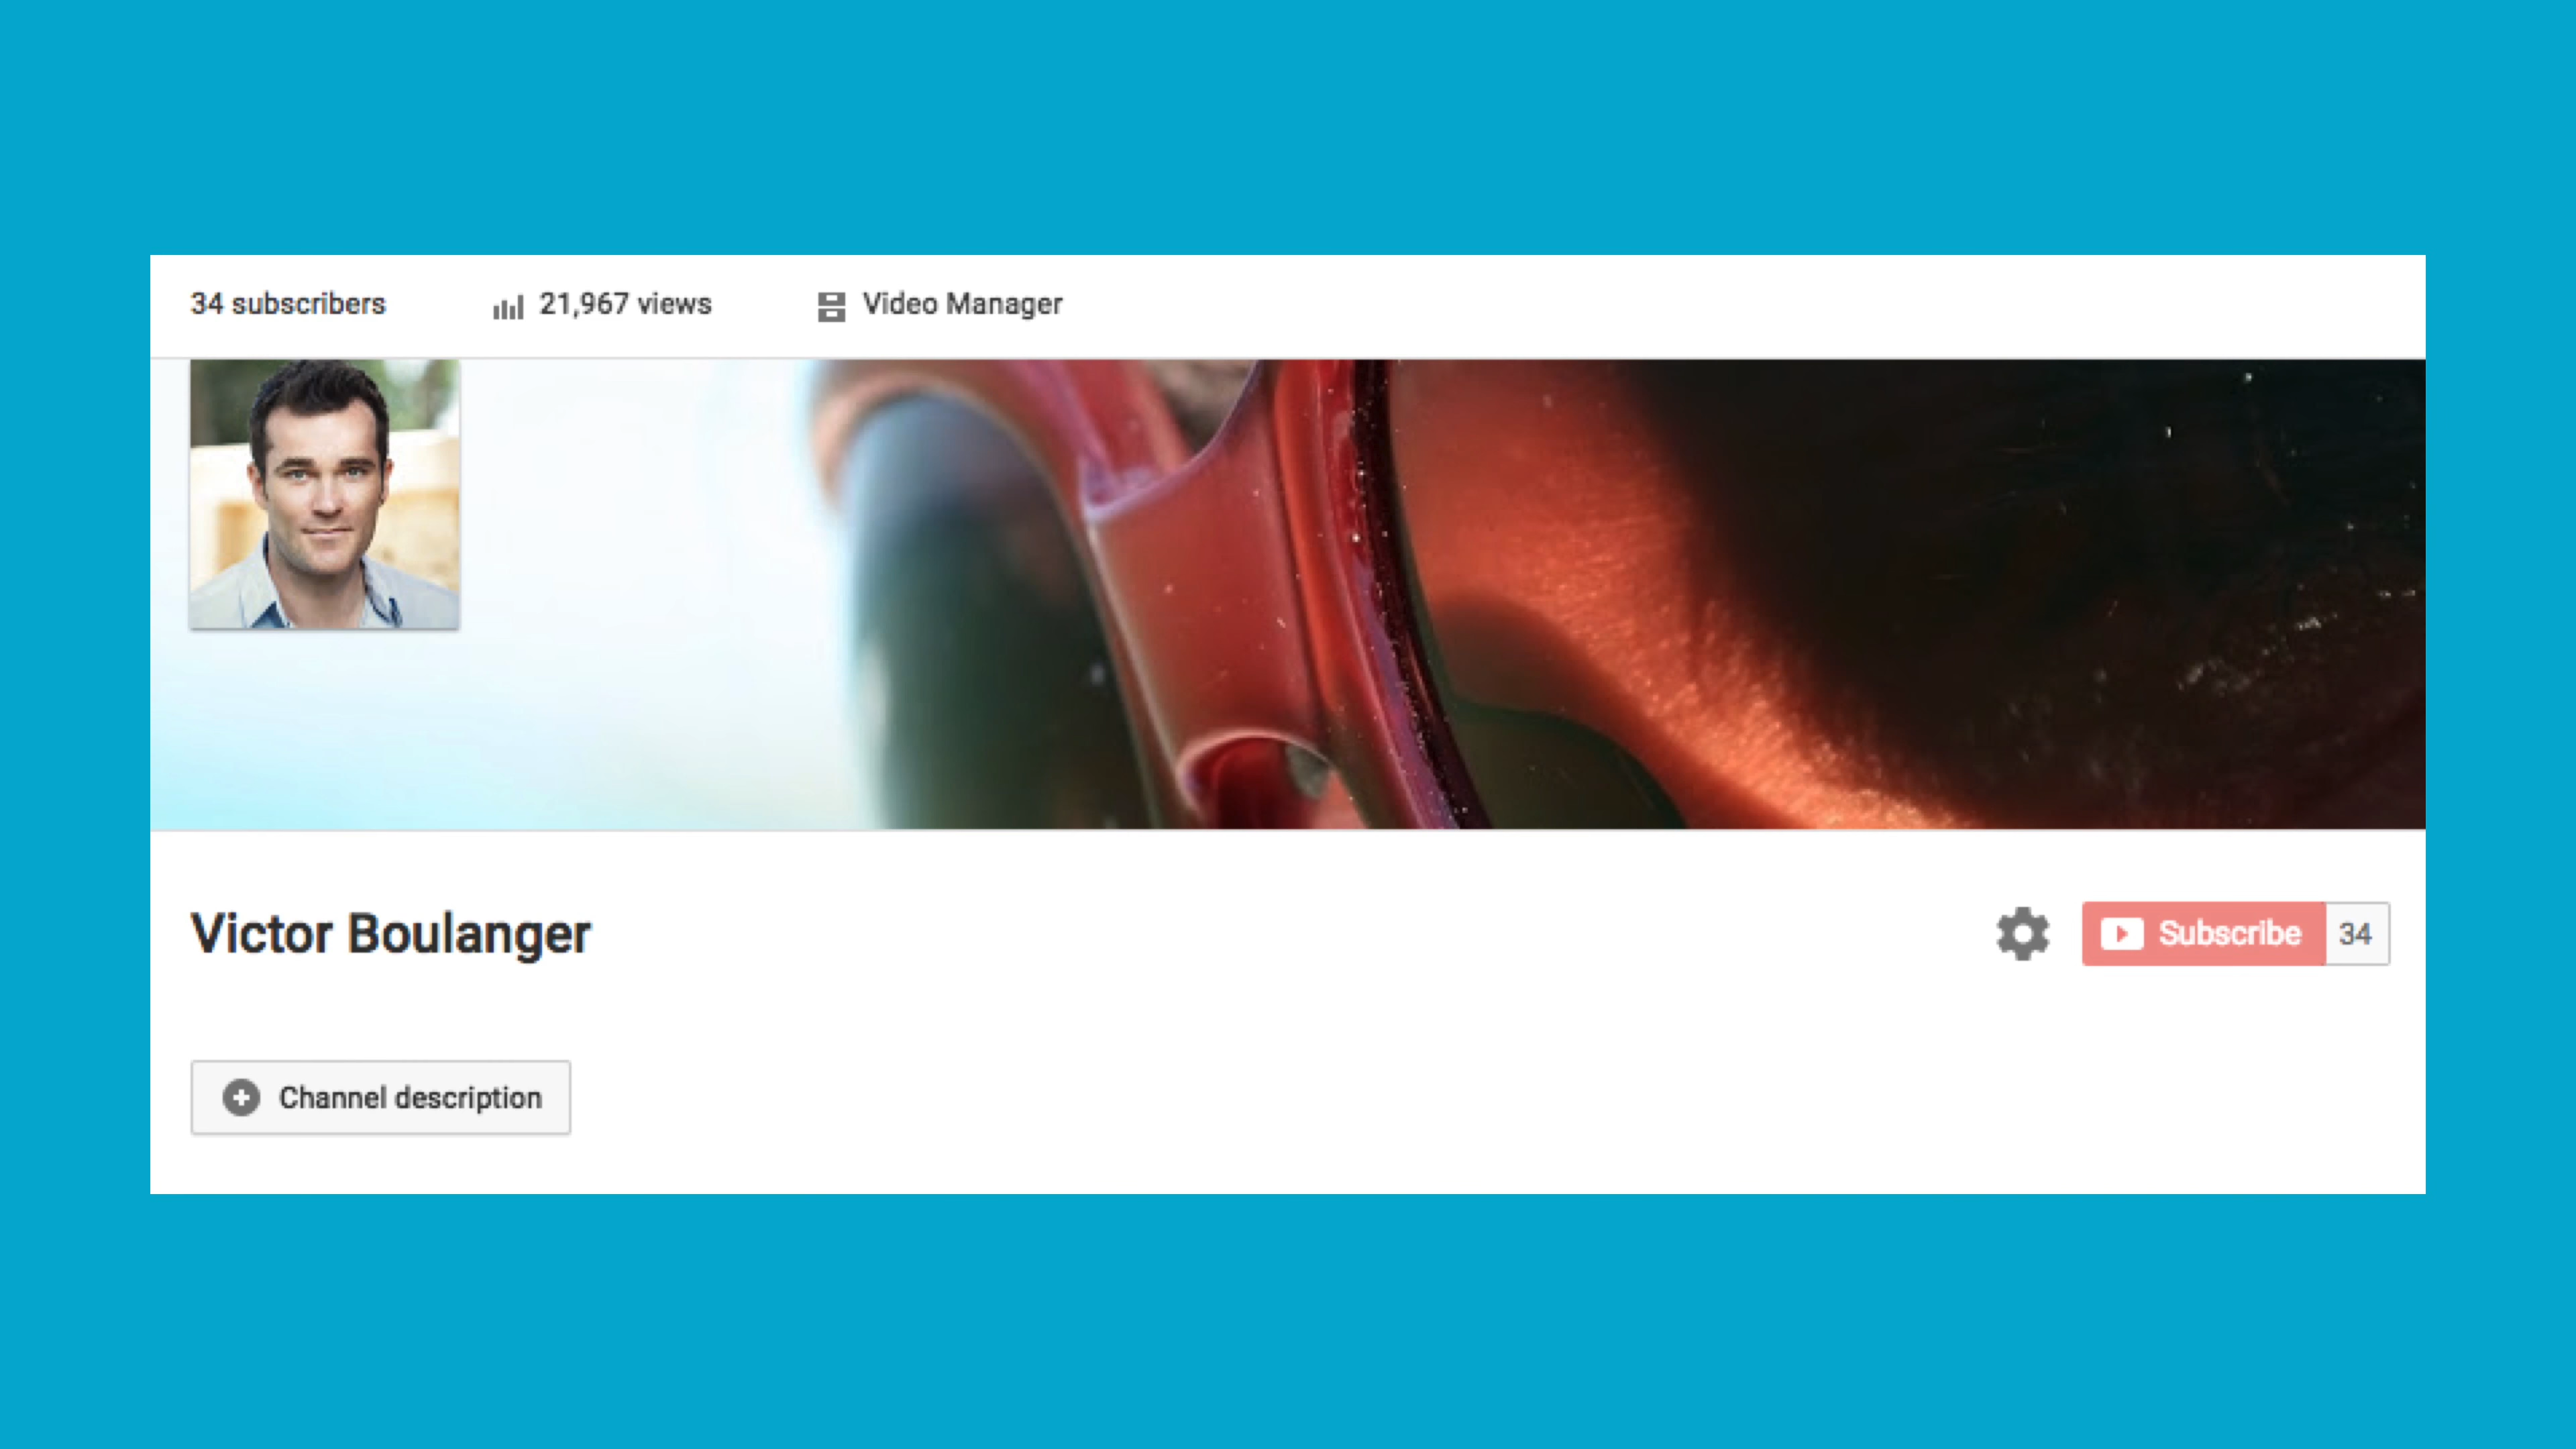 34 subscribers 21,967 views Video Manager
Victor Boulanger Subscribe 34
Channel description